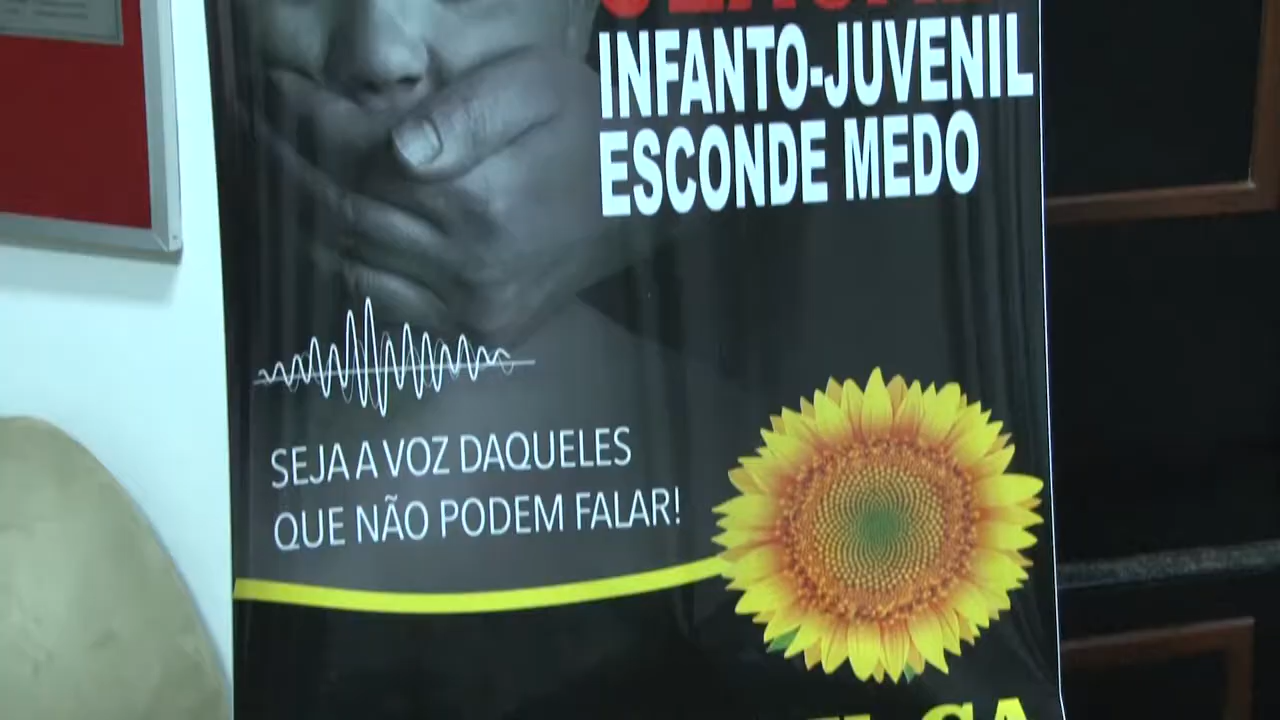 INFANTO-JUVENIL
ESCONDE MEDO
SEJA A VOZ DAQUELES
QUE NÃO PODEM FALAR!